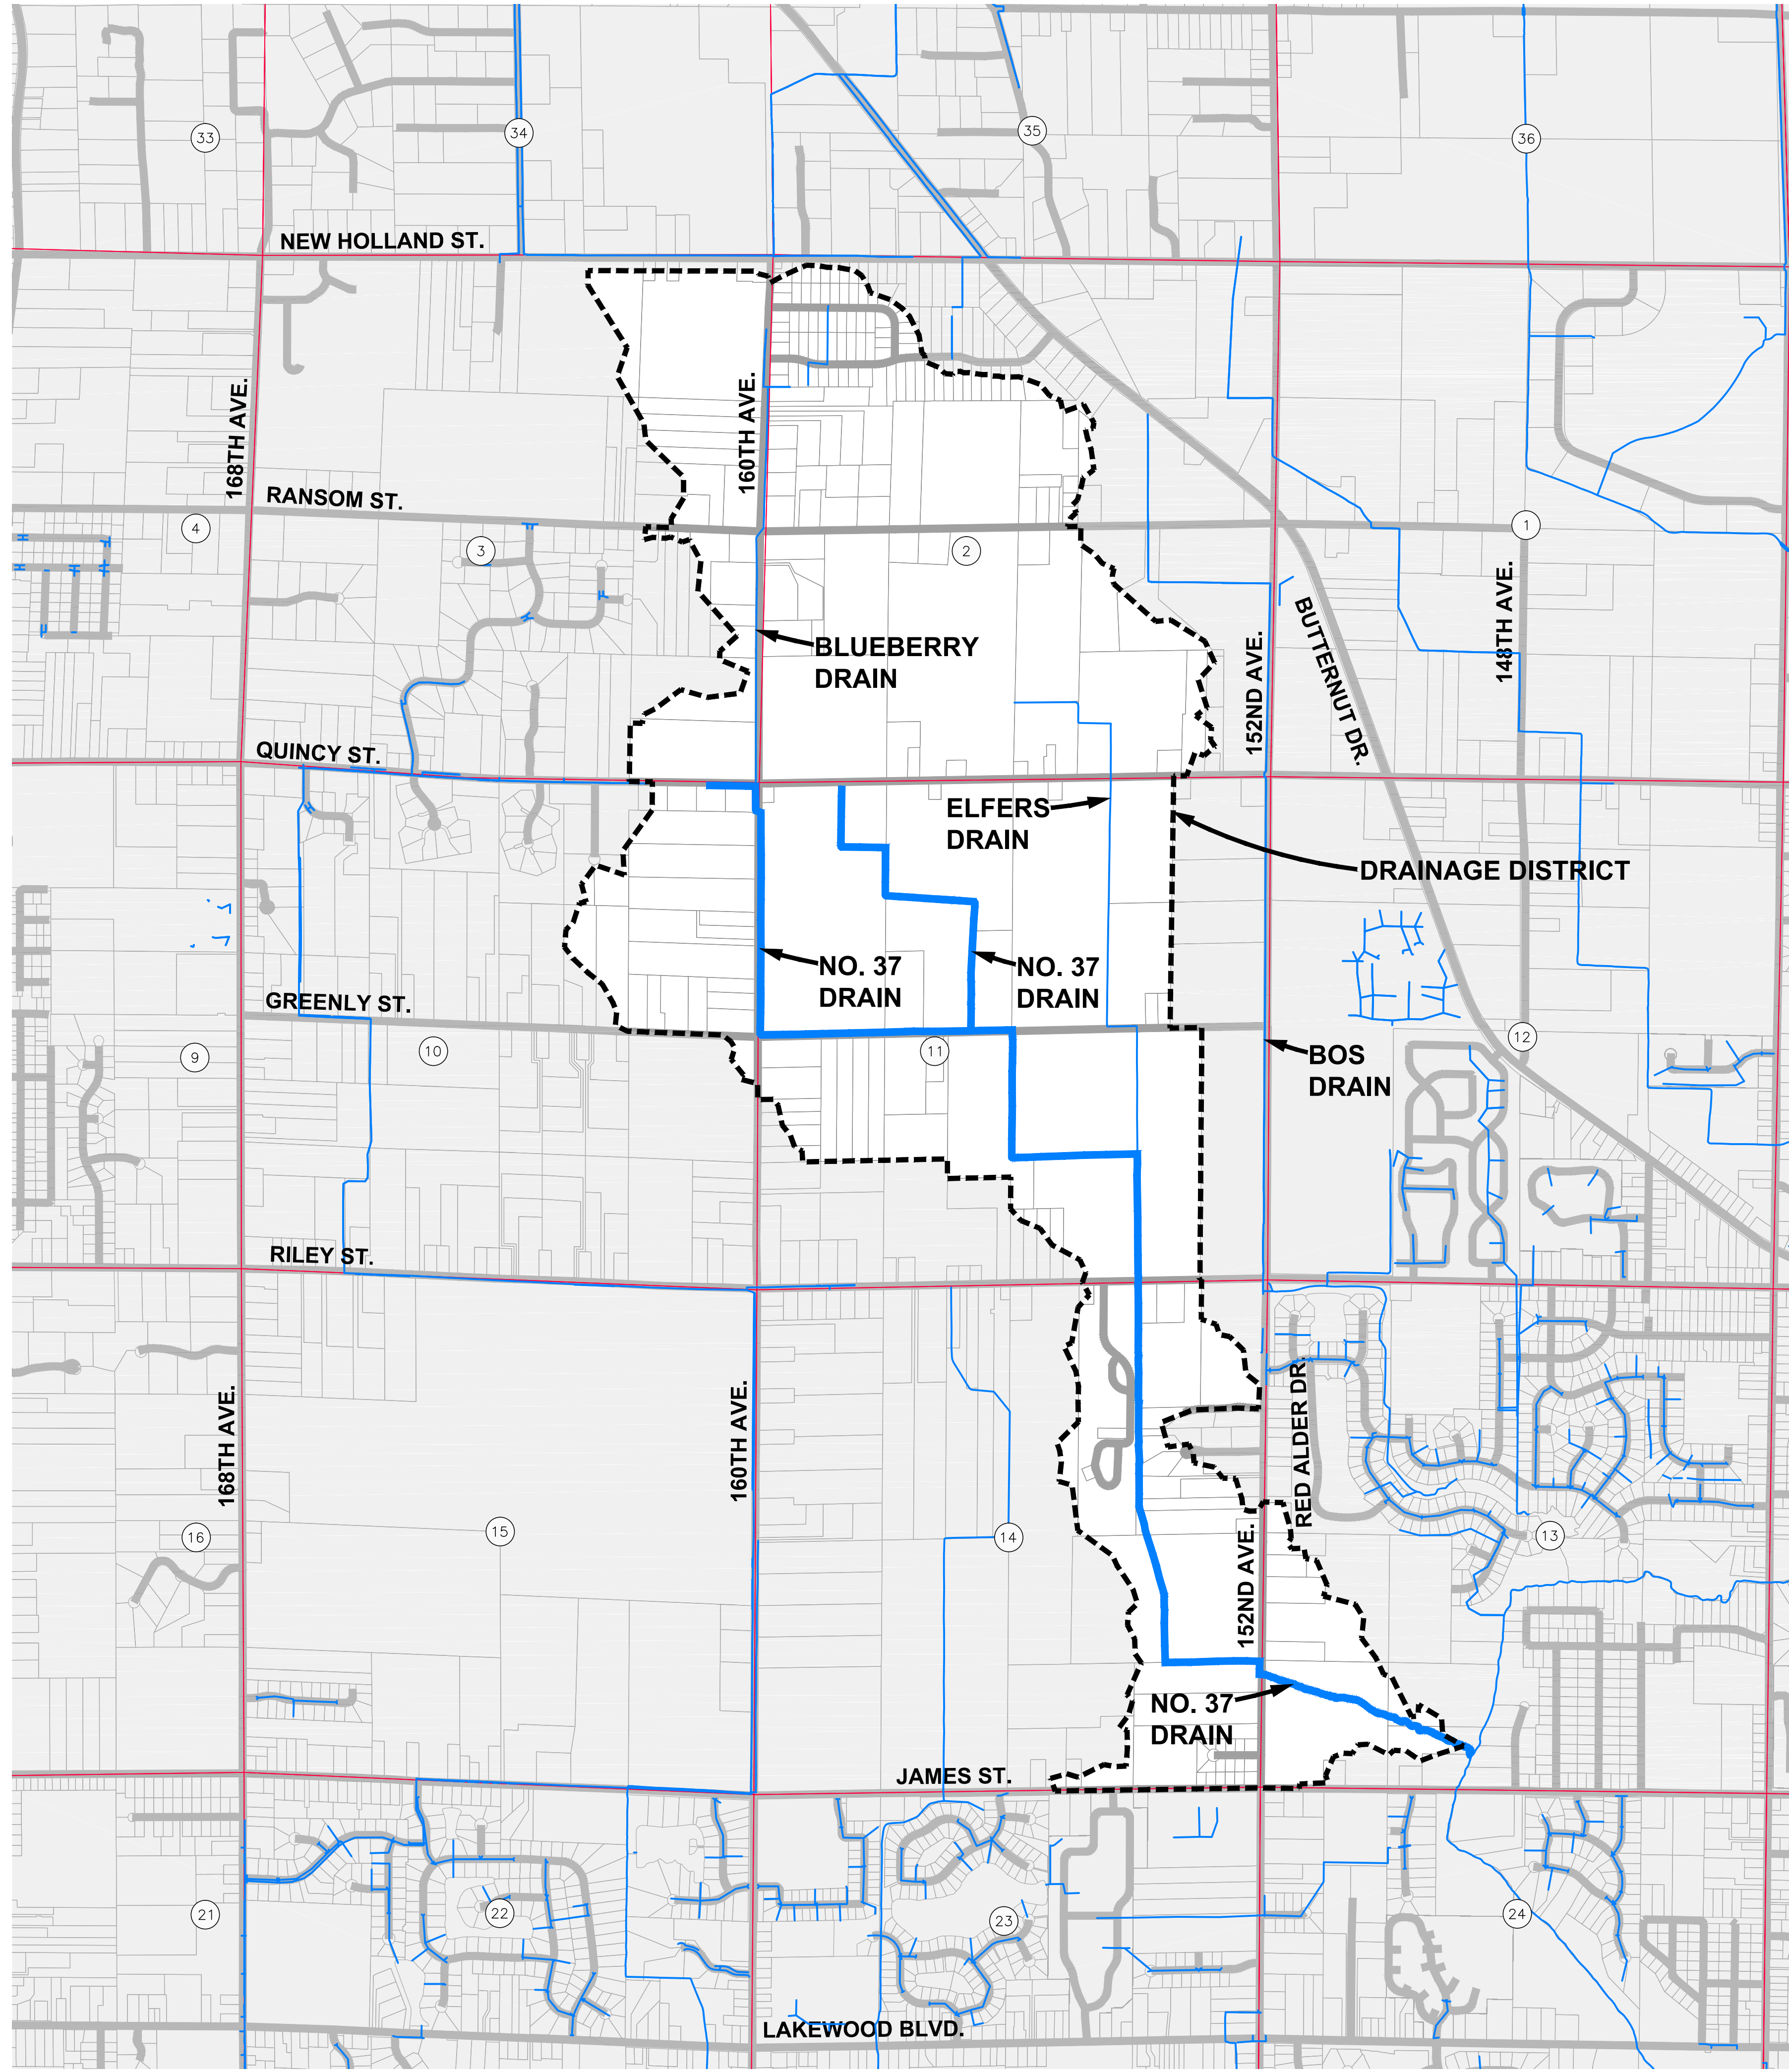 33
34
35
36
NEW HOLLAND ST.
168TH AVE.
160TH AVE.
RANSOM ST.
4
3
2
1
BLUEBERRY
DRAIN
152ND AVE.
BUTTERNUT DR.
148TH AVE.
QUINCY ST.
ELFERS
DRAIN
DRAINAGE DISTRICT
NO. 37
DRAIN
NO. 37
DRAIN
GREENLY ST.
9
10
11
12
BOS
DRAIN
RILEY ST.
168TH AVE.
160TH AVE.
RED ALDER DR.
16
15
14
13
152ND AVE.
NO. 37
DRAIN
JAMES ST.
21
22
23
24
LAKEWOOD BLVD.